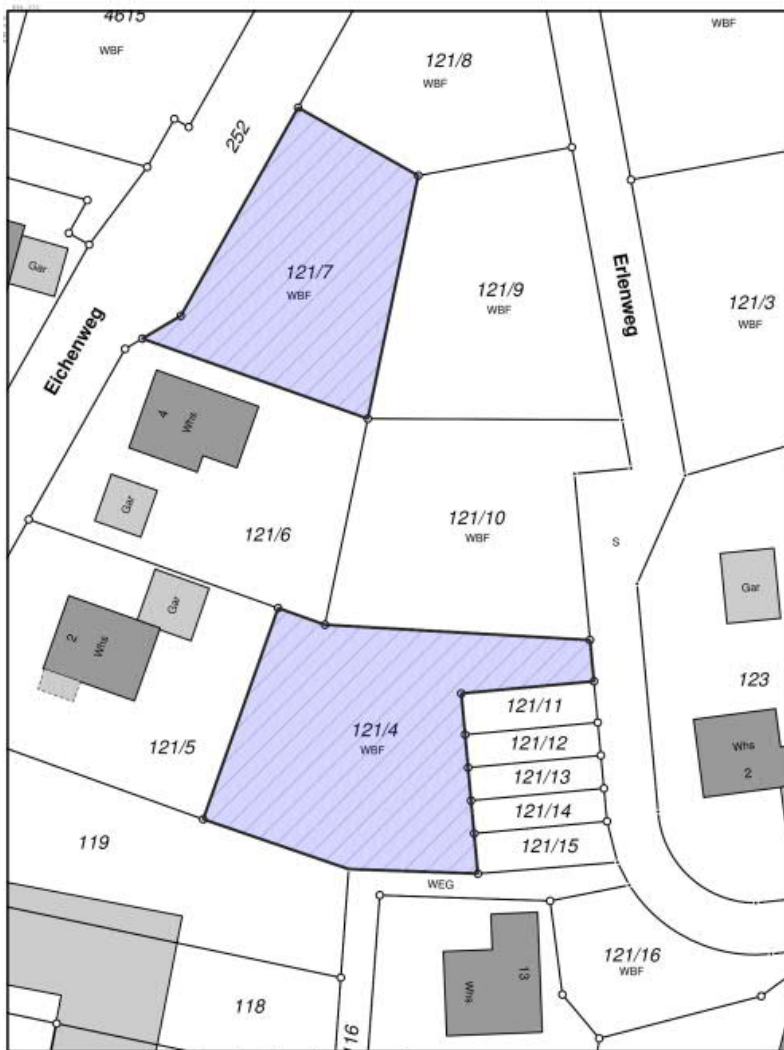 4615
WBF
WBF
121/8
WBF
252
Gar
121/7
WBF
121/9
WBF
Erlenweg
121/3
WBF
Eichenweg
4
Whs
Gar
121/6
121/10
WBF
S
Gar
2
Whs
Gar
121/5
121/4
WBF
121/11
121/12
121/13
121/14
121/15
123
Whs
2
119
WEG
118
116
Whs
13
121/16
WBF